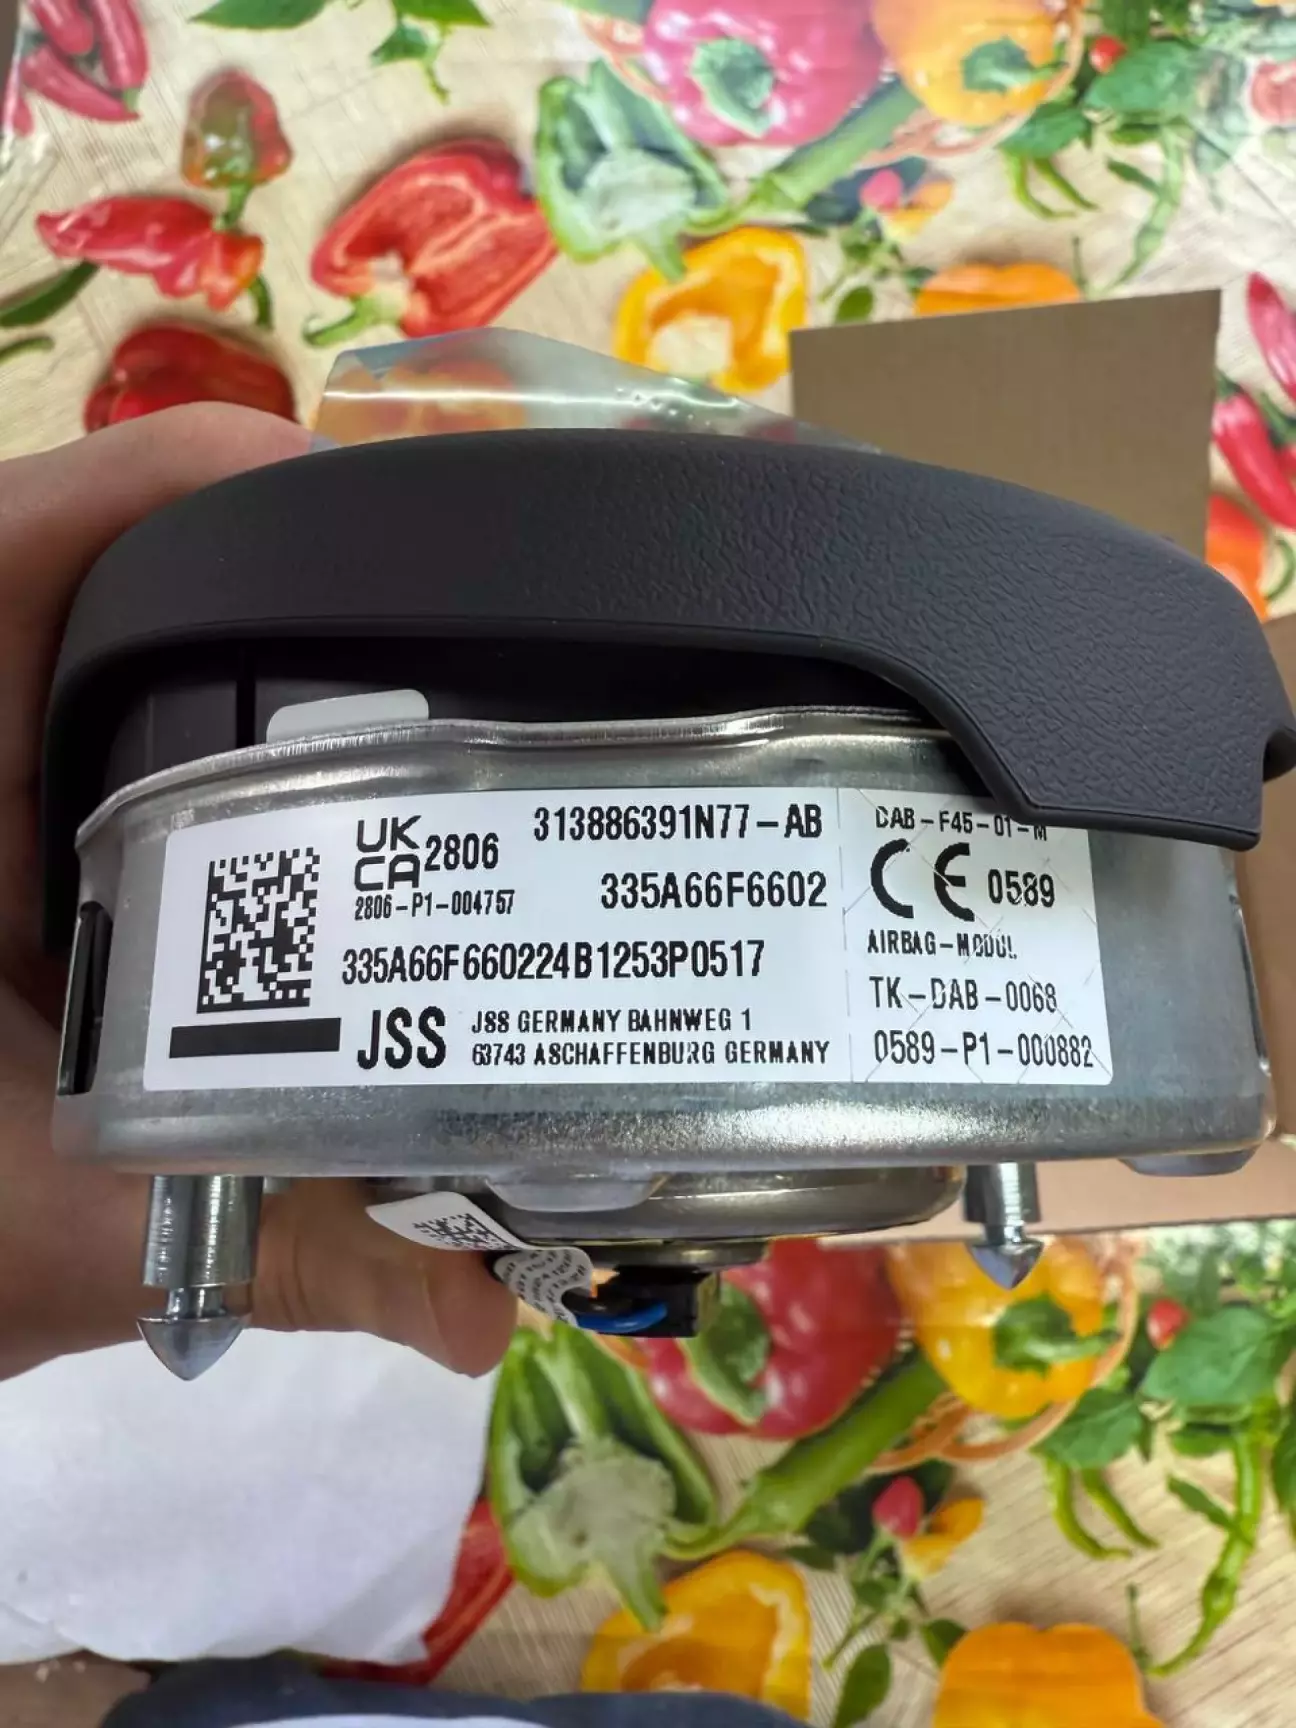 UK
CA 2806
313886391N77-AB
2806-P1-004757
335A66F6602
335A66F660224B1253P0517
JSS
JSS GERMANY BAHNWEG 1
63743 ASCHAFFENBURG GERMANY
DAB-F45-01-M
CE 0589
AIRBAG-MODUL
TK-DAB-0068
0589-P1-000882